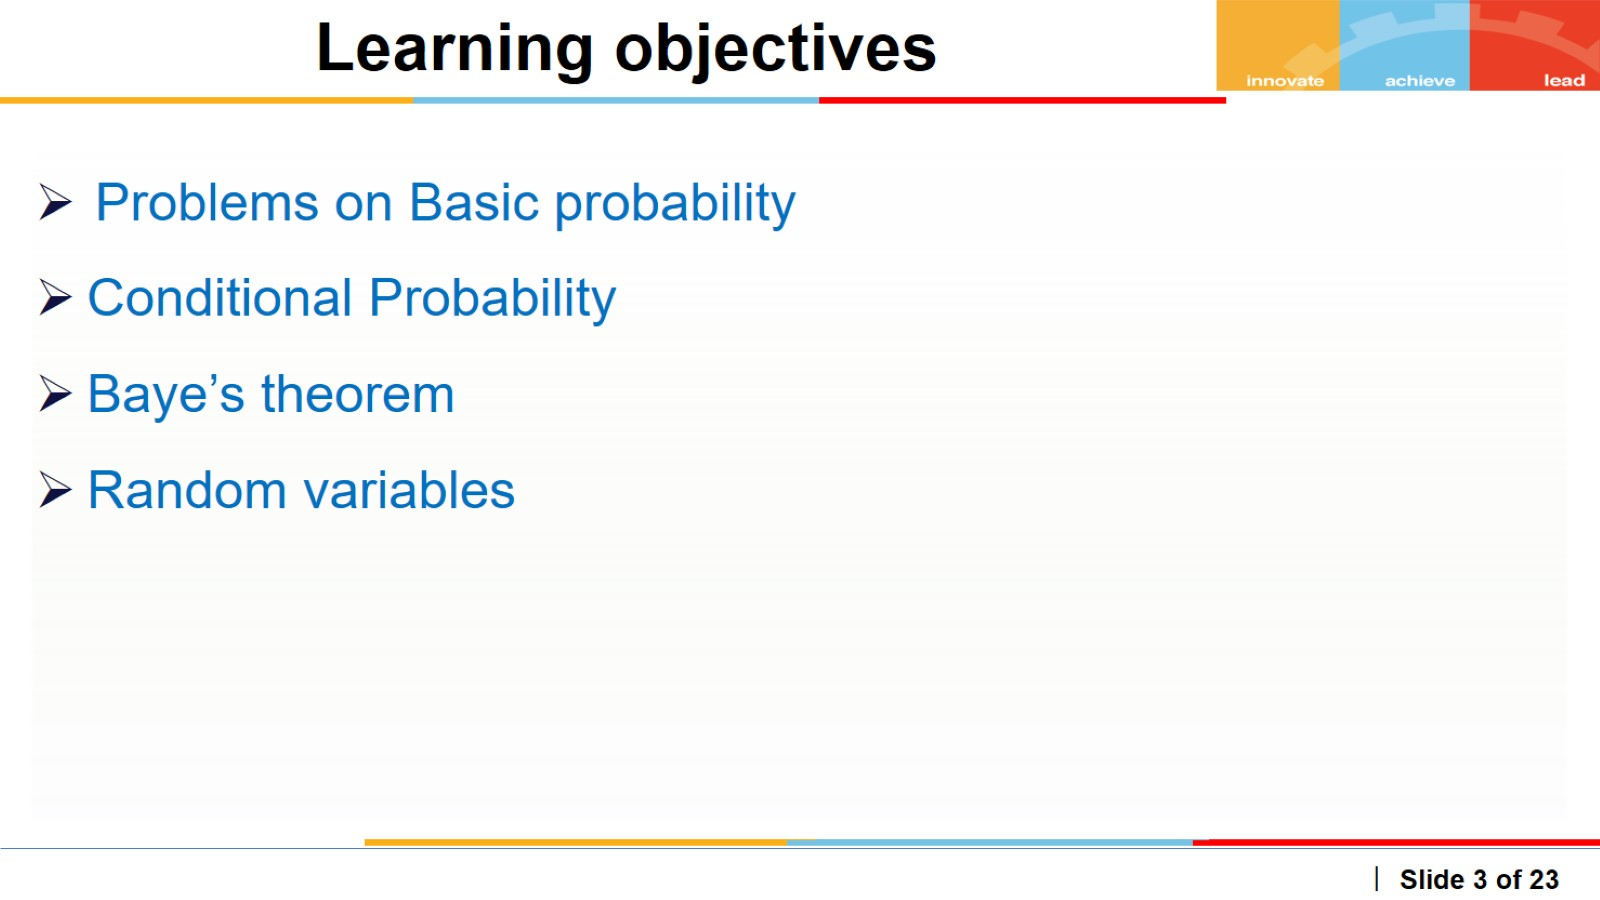 Learning objectives
innovate achieve lead
➢ Problems on Basic probability
➢ Conditional Probability
➢ Baye’s theorem
➢ Random variables
| Slide 3 of 23